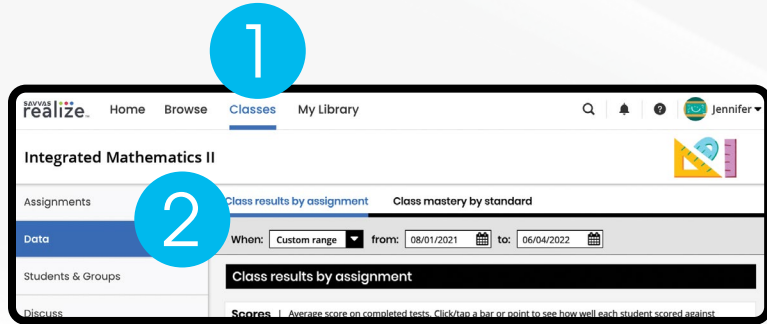 1
SAVVAS
realize™ Home Browse Classes My Library Jennifer
Integrated Mathematics II
Assignments
2
Class results by assignment Class mastery by standard
Data
When: Custom range from: 08/01/2021 to: 06/04/2022
Students & Groups
Class results by assignment
Discuss
Scores | Average score on completed tests. Click/tap a bar or point to see how well each student scored against